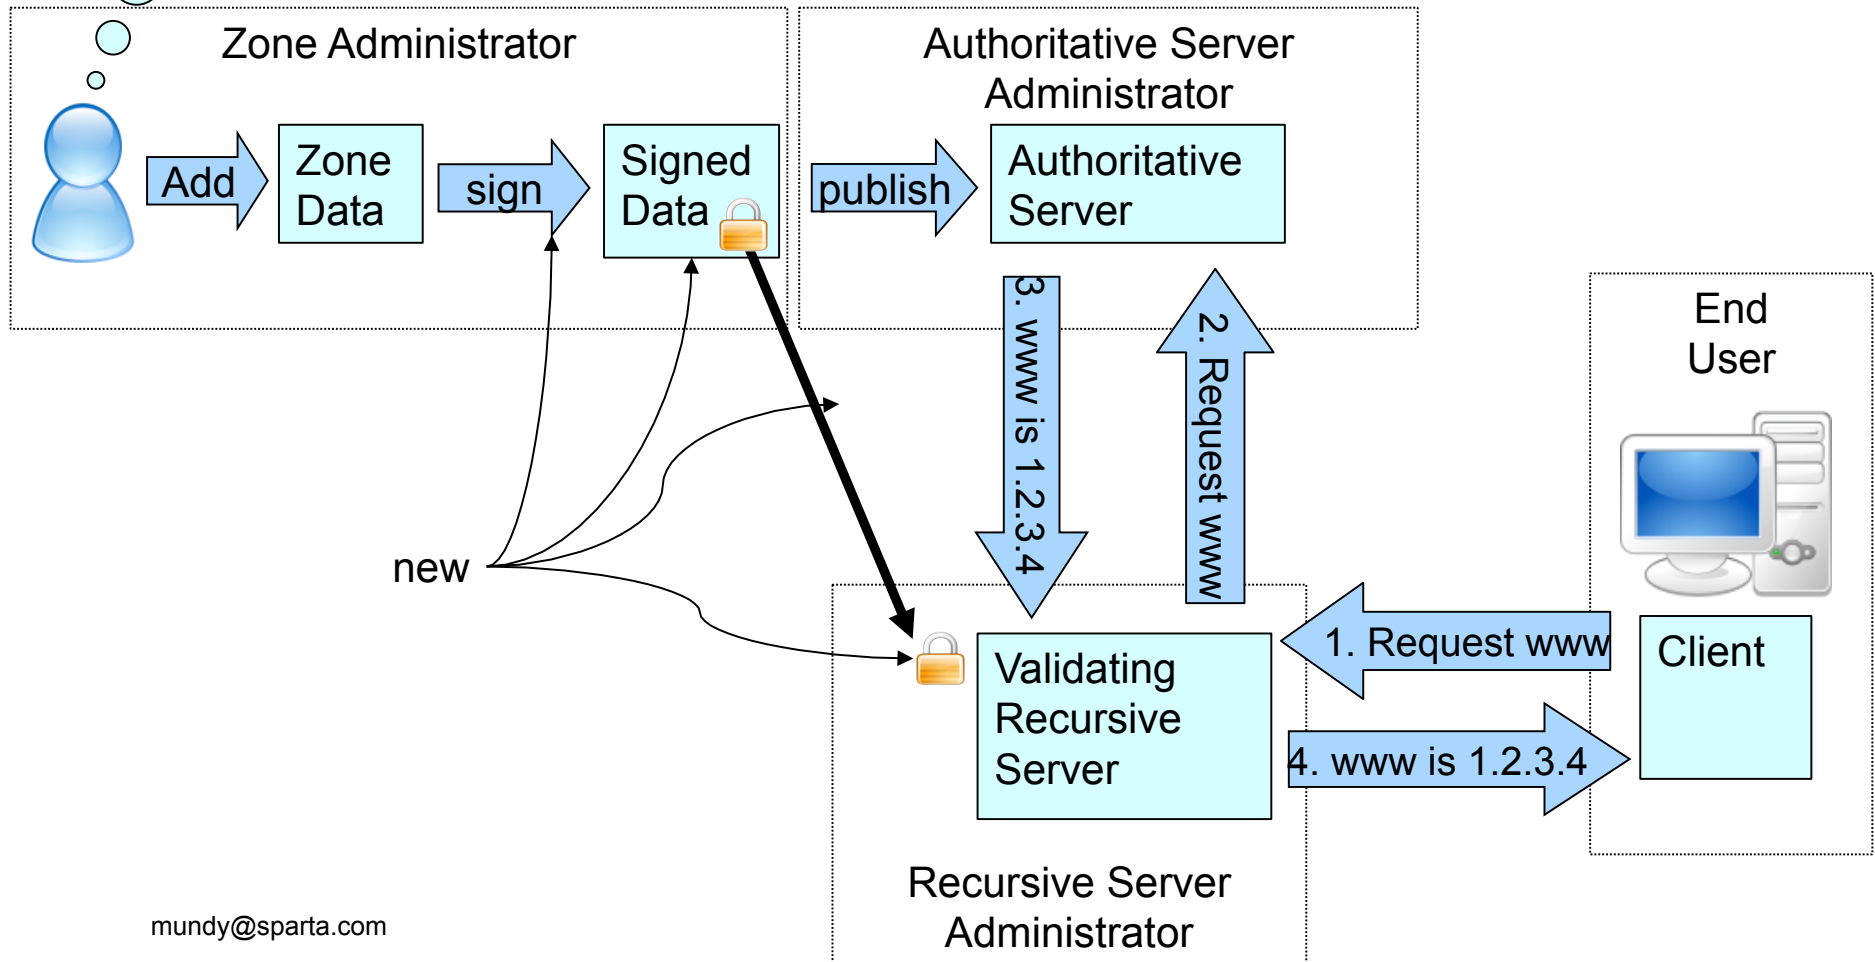 Zone Administrator
Authoritative Server
Administrator
Add
Zone
Data
sign
Signed
Data
publish
Authoritative
Server
3. www is 1.2.3.4
2. Request www
End
User
new
1. Request www
Client
Validating
Recursive
Server
4. www is 1.2.3.4
Recursive Server
Administrator
mundy@sparta.com